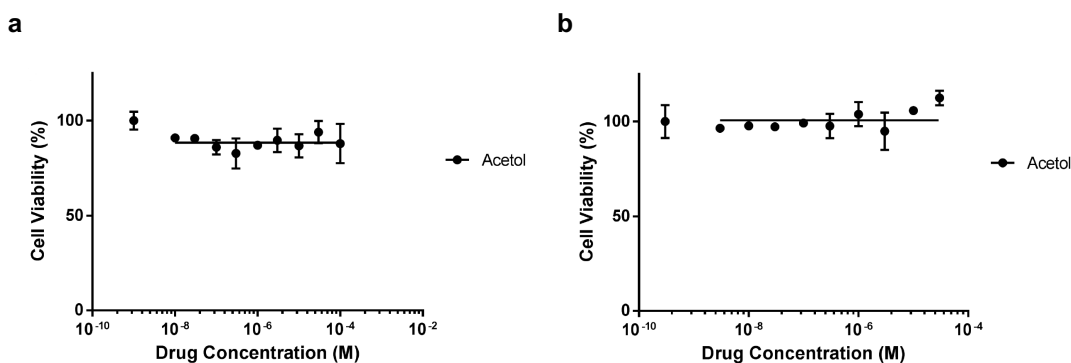 a
Cell Viability (%)
100
50
0
10-10
10-8
10-6
10-4
10-2
Drug Concentration (M)
Acetol
b
Cell Viability (%)
100
50
0
10-10
10-8
10-6
10-4
Drug Concentration (M)
Acetol